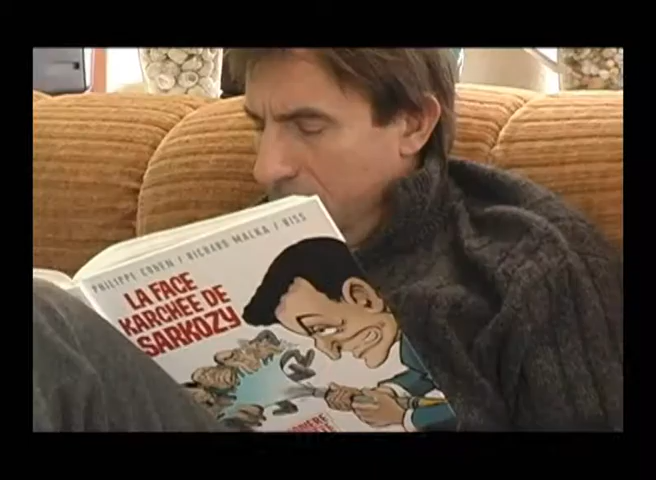 PHILIPPE COHEN / RICHARD MALKA / RISS
LA FACE
KARCHÉE DE
SARKOZY